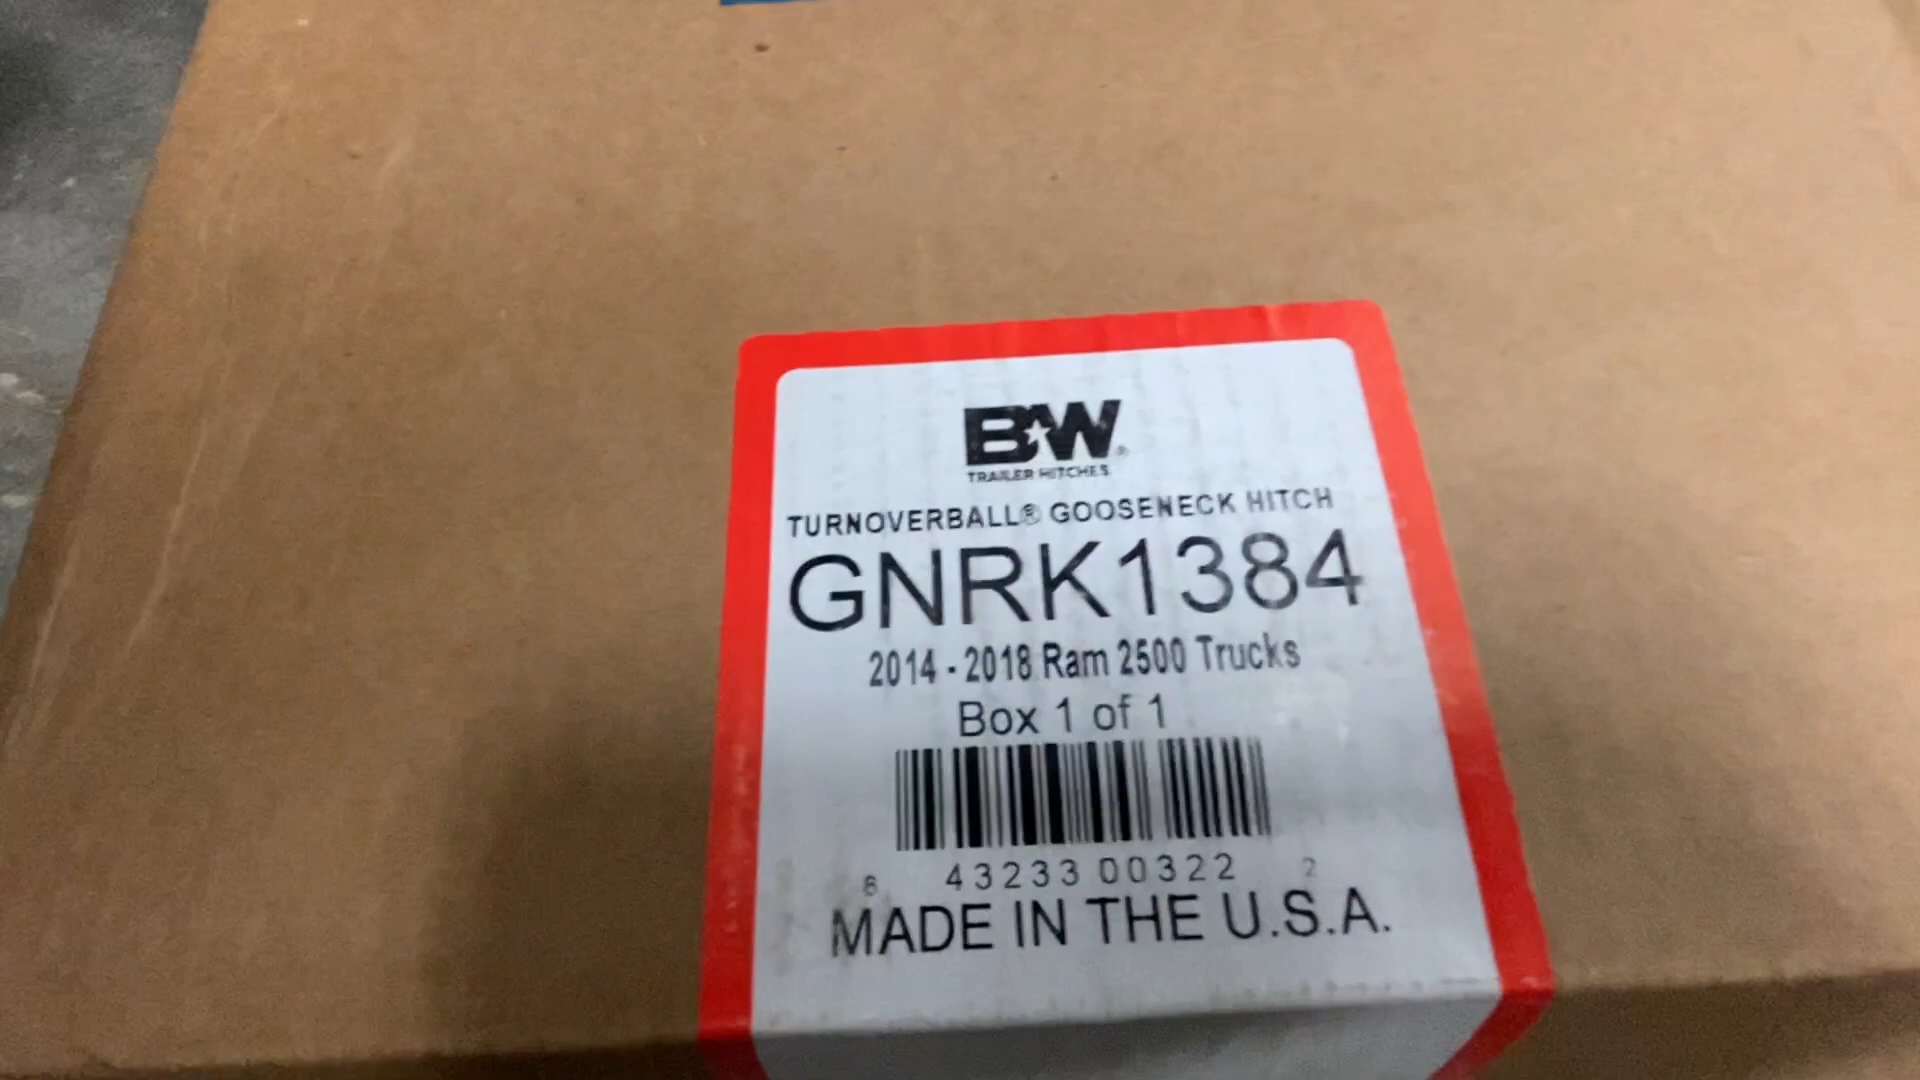 B&W®
TRAILER HITCHES
TURNOVERBALL® GOOSENECK HITCH
GNRK1384
2014 - 2018 Ram 2500 Trucks
Box 1 of 1
8 43233 00322 2
MADE IN THE U.S.A.